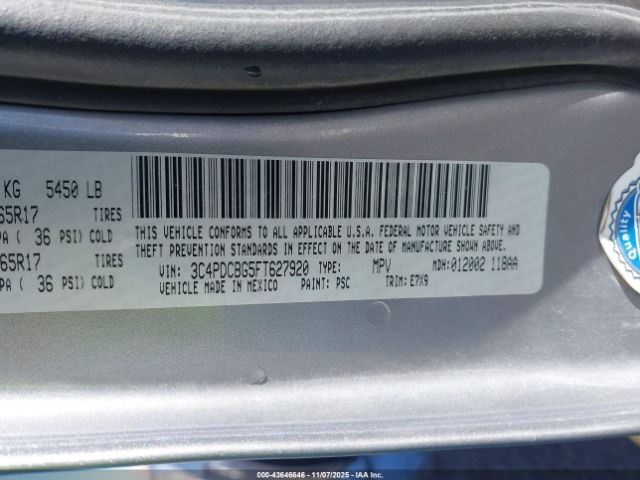 KG 5450 LB
65R17 TIRES
PA ( 36 PSI) COLD
65R17 TIRES
PA ( 36 PSI) COLD
THIS VEHICLE CONFORMS TO ALL APPLICABLE U.S.A. FEDERAL MOTOR VEHICLE SAFETY AND
THEFT PREVENTION STANDARDS IN EFFECT ON THE DATE OF MANUFACTURE SHOWN ABOVE.
VIN: 3C4PDCBG5FT627920 TYPE: MPV MDH:012002 118AA
VEHICLE MADE IN MEXICO PAINT: PSC TRIM: E7X9
Quality
000-43646646 - 11/07/2025 - IAAI.COM